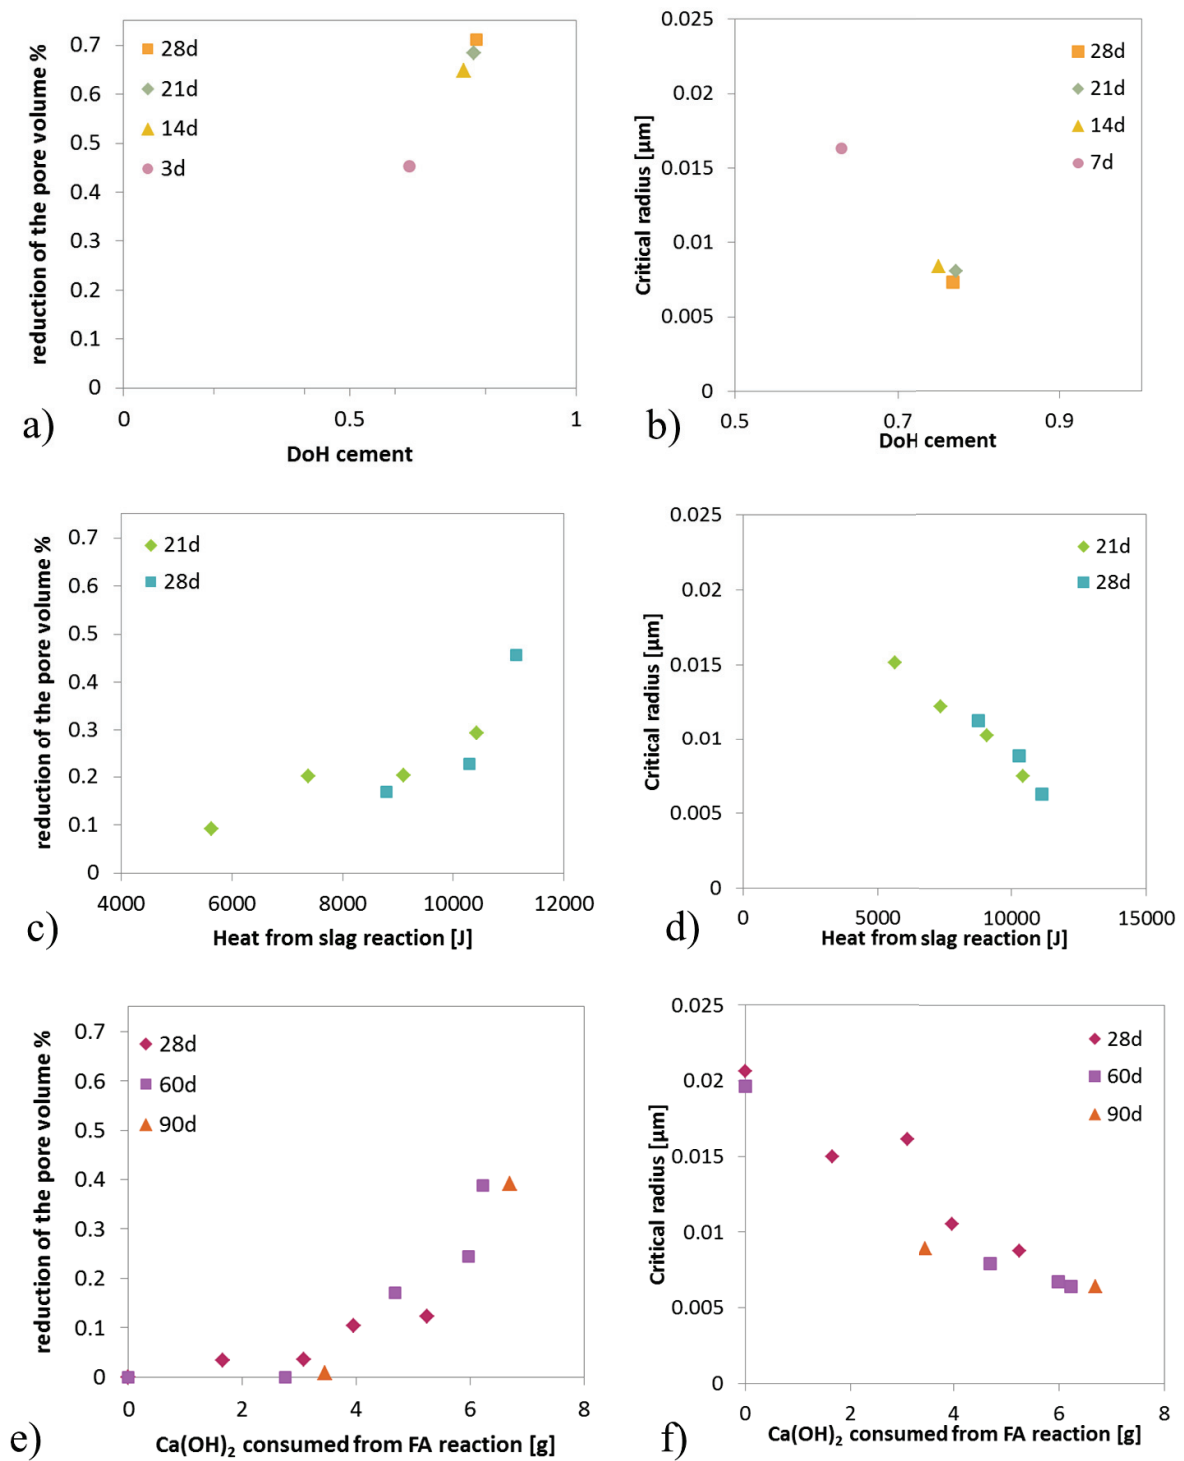 reduction of the pore volume %
0.7
0.6
0.5
0.4
0.3
0.2
0.1
0
28d
21d
14d
3d
0 0.5 1
DoH cement
a)
Critical radius [µm]
0.025
0.02
0.015
0.01
0.005
0
28d
21d
14d
7d
0.5 0.7 0.9
DoH cement
b)
reduction of the pore volume %
0.7
0.6
0.5
0.4
0.3
0.2
0.1
0
21d
28d
4000 6000 8000 10000 12000
Heat from slag reaction [J]
c)
Critical radius [µm]
0.025
0.02
0.015
0.01
0.005
0
21d
28d
0 5000 10000 15000
Heat from slag reaction [J]
d)
reduction of the pore volume %
0.7
0.6
0.5
0.4
0.3
0.2
0.1
0
28d
60d
90d
0 2 4 6 8
Ca(OH)₂ consumed from FA reaction [g]
e)
Critical radius [µm]
0.025
0.02
0.015
0.01
0.005
0
28d
60d
90d
0 2 4 6 8
Ca(OH)₂ consumed from FA reaction [g]
f)